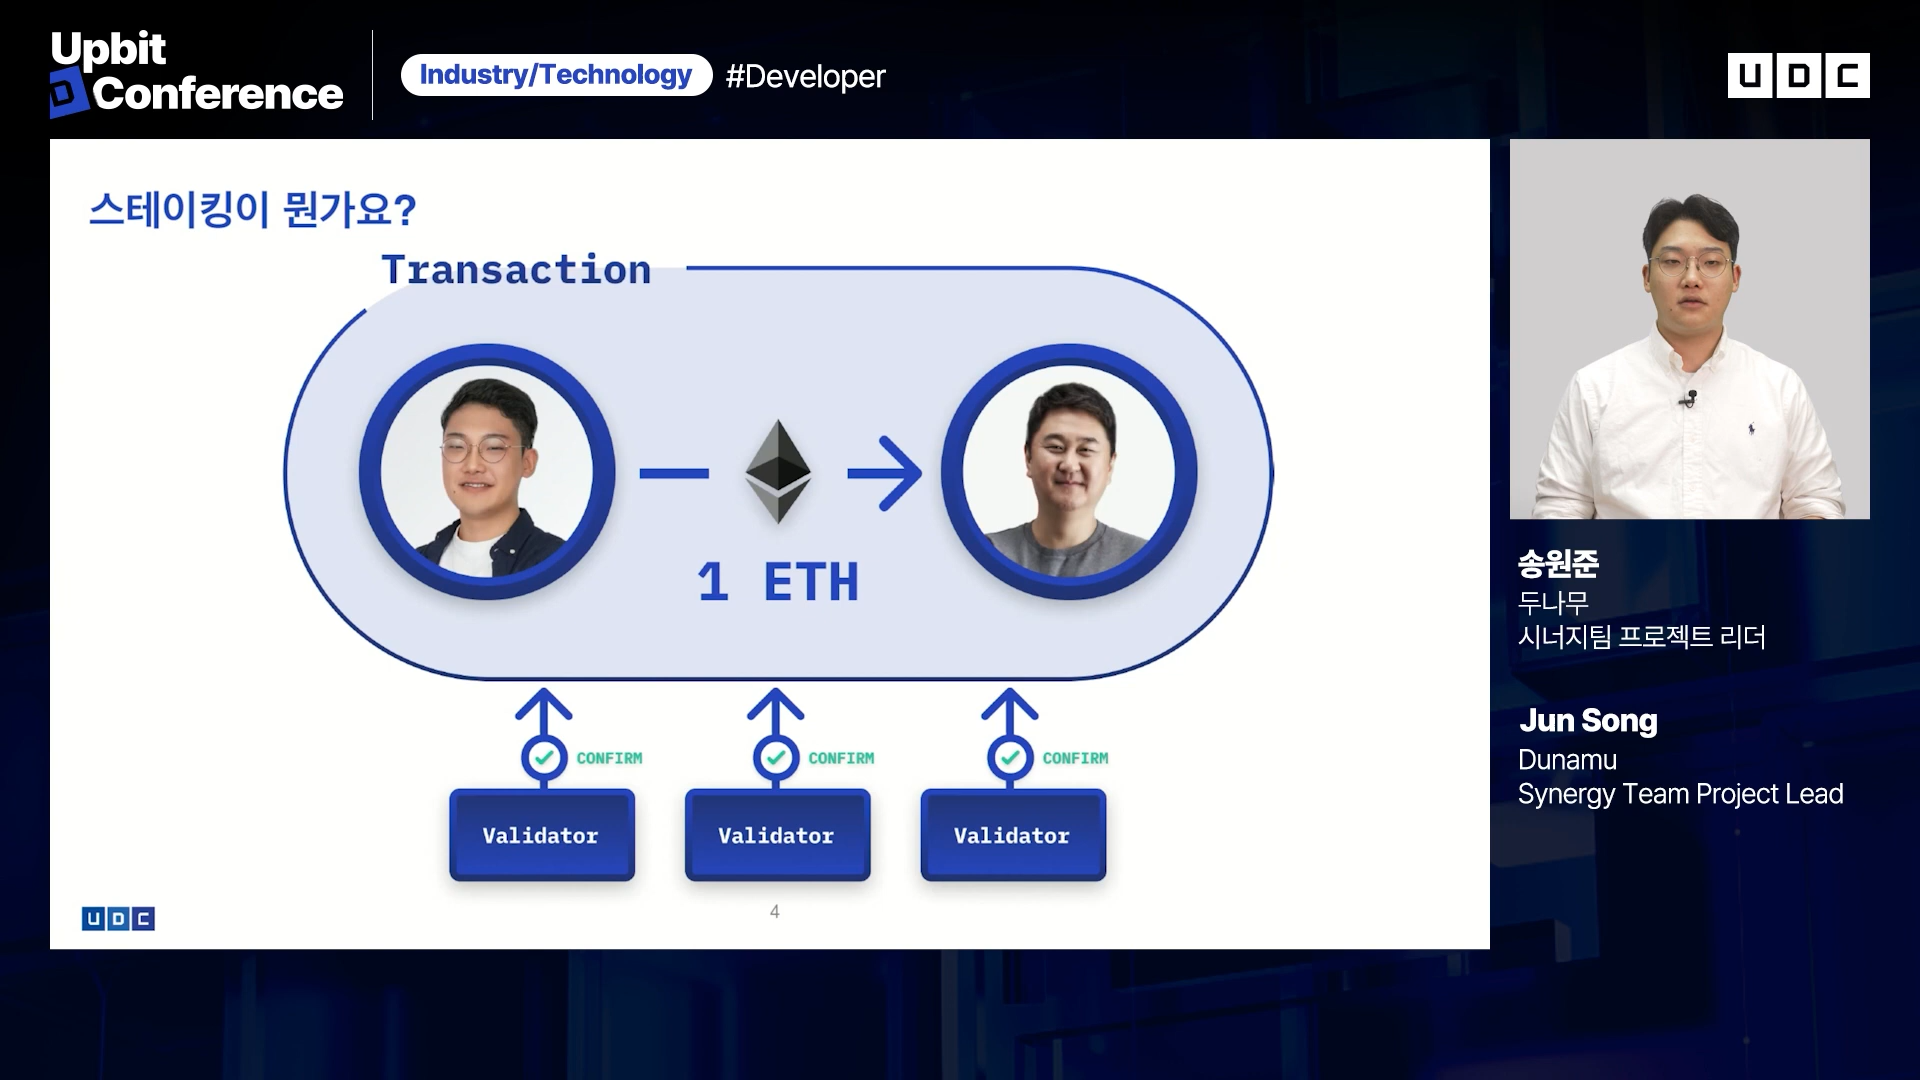 Upbit
D Conference
Industry/Technology #Developer
UDC
스테이킹이 뭔가요?
Transaction
1 ETH
CONFIRM CONFIRM CONFIRM
Validator Validator Validator
UDC
4
송원준
두나무
시너지팀 프로젝트 리더
Jun Song
Dunamu
Synergy Team Project Lead